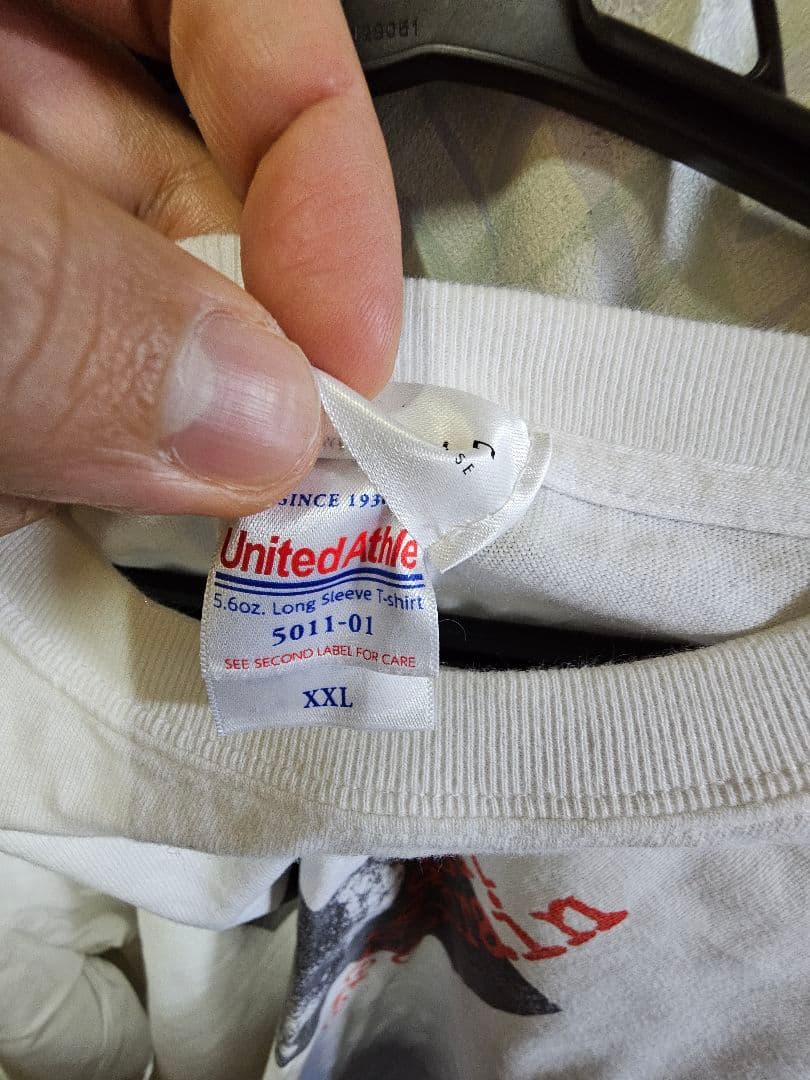 SINCE 193
UnitedAthle
5.6oz. Long Sleeve T-shirt
5011-01
SEE SECOND LABEL FOR CARE
XXL